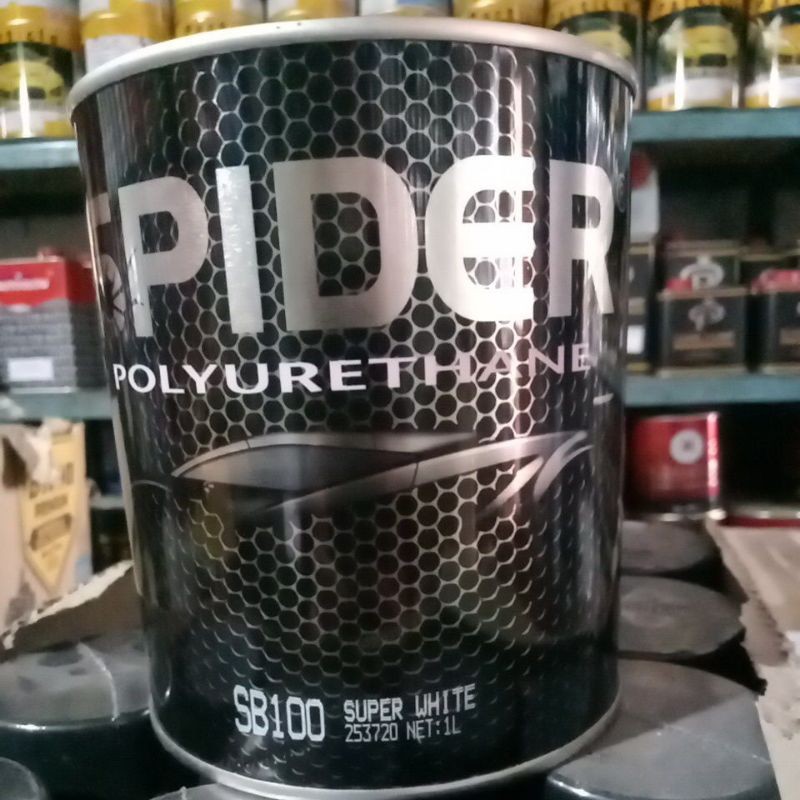 SPIDER
POLYURETHANE
SB100 SUPER WHITE
253720 NET:1L